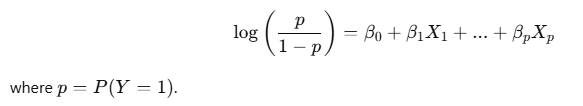 log(p / (1 − p)) = β₀ + β₁X₁ + ... + βₚXₚ
where p = P(Y = 1).